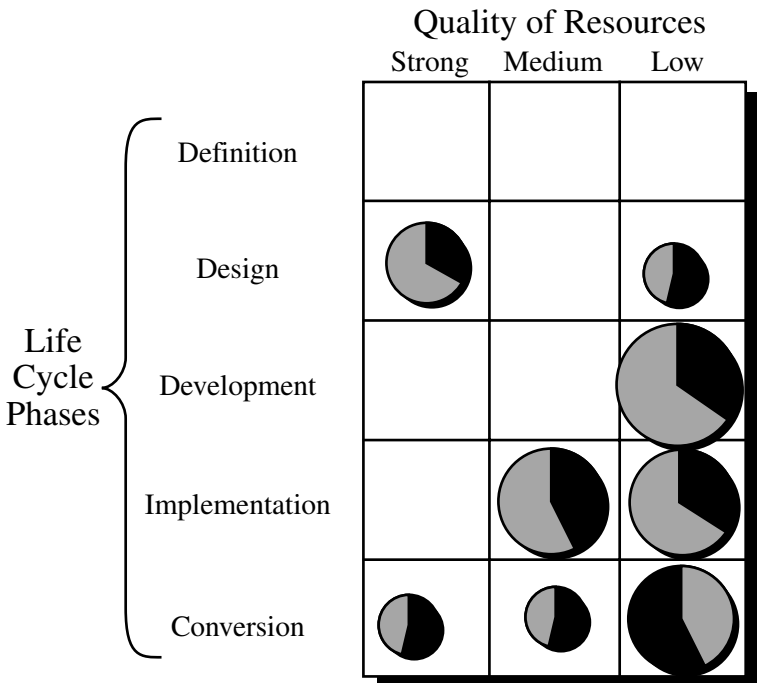 Quality of Resources
Strong Medium Low
Definition
Design
Life
Cycle
Phases
Development
Implementation
Conversion